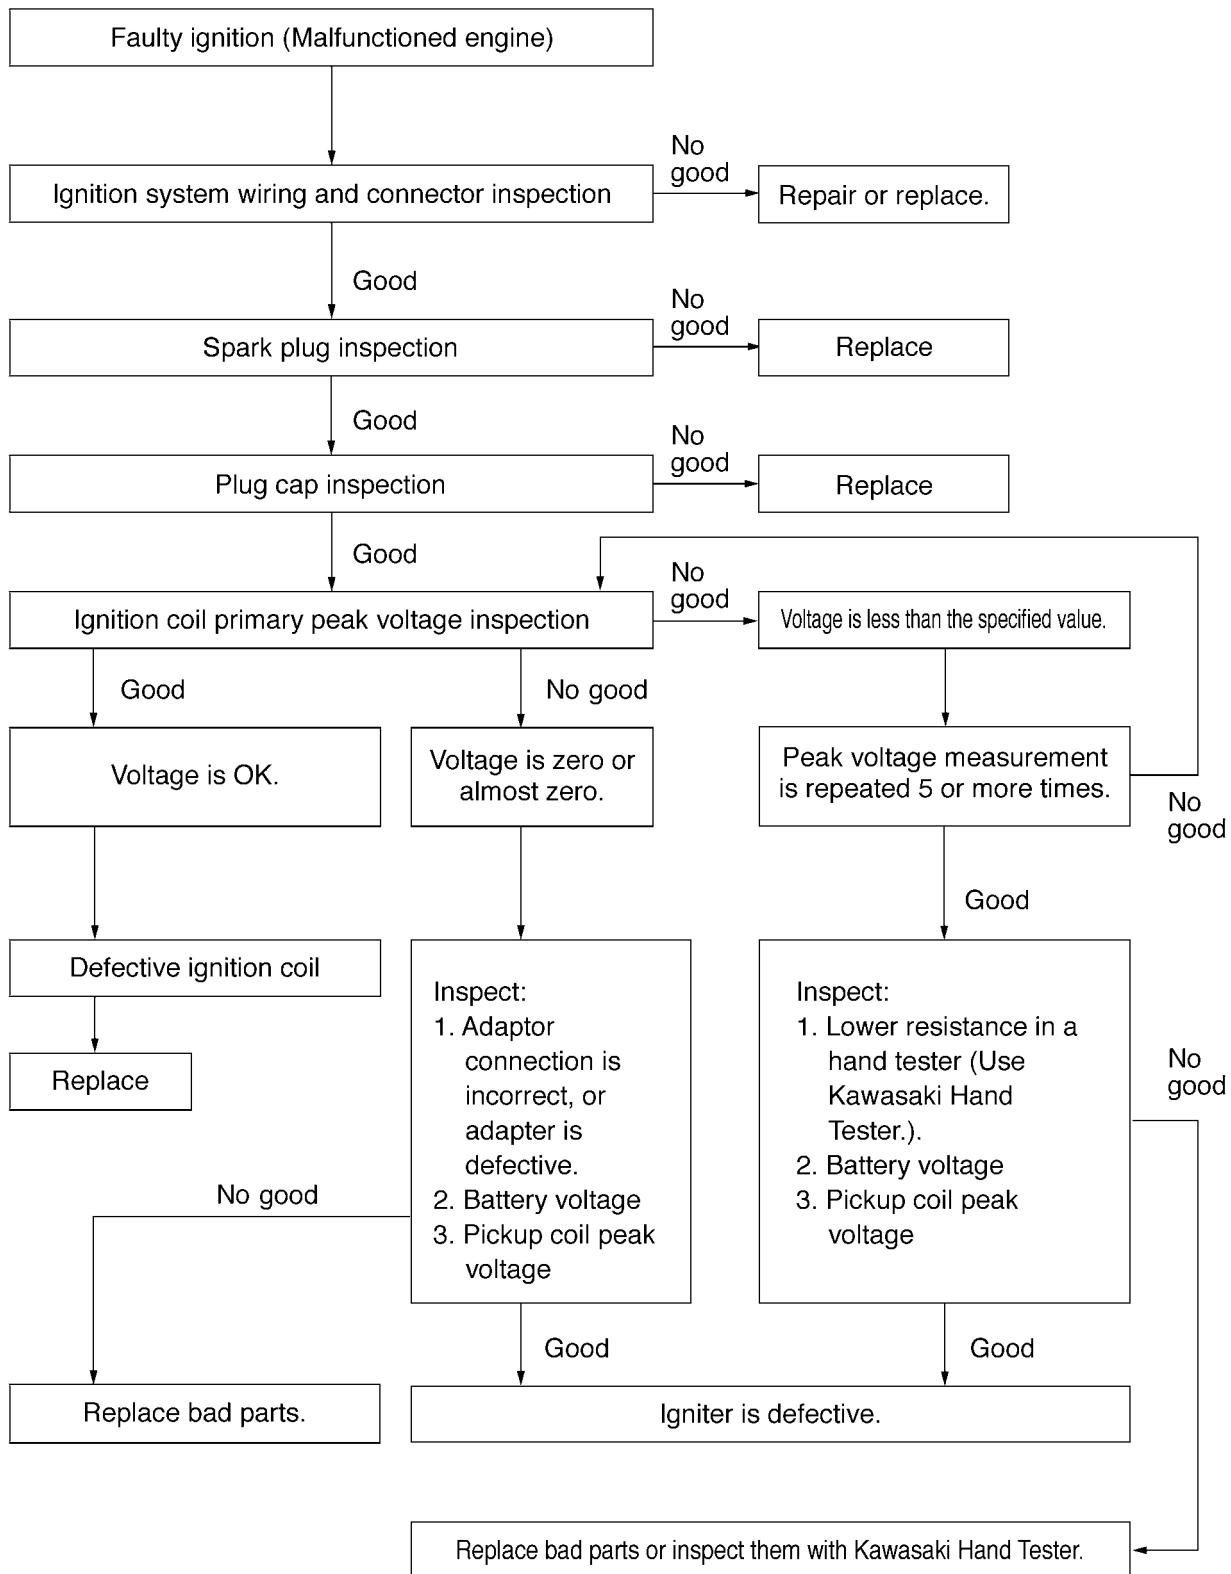 Faulty ignition (Malfunctioned engine)
No
good
Ignition system wiring and connector inspection
Repair or replace.
Good
No
good
Spark plug inspection
Replace
Good
No
good
Plug cap inspection
Replace
Good
No
good
Ignition coil primary peak voltage inspection
Voltage is less than the specified value.
Good
No good
Voltage is OK.
Voltage is zero or
almost zero.
Peak voltage measurement
is repeated 5 or more times.
No
good
Good
Defective ignition coil
Replace
Inspect:
1. Adaptor
connection is
incorrect, or
adapter is
defective.
2. Battery voltage
3. Pickup coil peak
voltage
Inspect:
1. Lower resistance in a
hand tester (Use
Kawasaki Hand
Tester.).
2. Battery voltage
3. Pickup coil peak
voltage
No
good
No good
Good
Good
Replace bad parts.
Igniter is defective.
Replace bad parts or inspect them with Kawasaki Hand Tester.